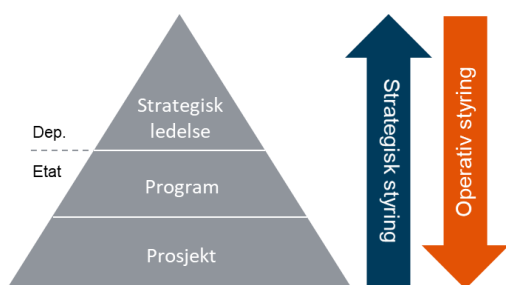 Strategisk
ledelse
Dep.
Etat
Program
Prosjekt
Strategisk styring
Operativ styring